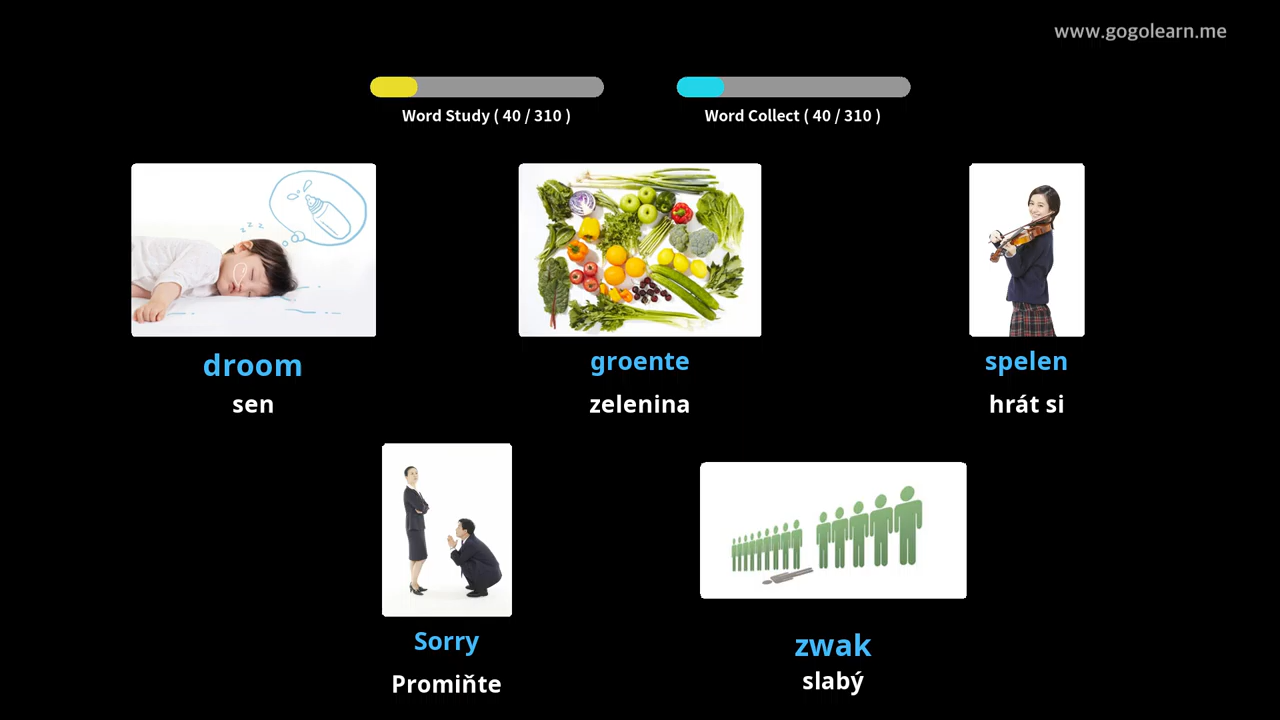 www.gogolearn.me
Word Study ( 40 / 310 )
Word Collect ( 40 / 310 )
z z z z
droom
groente
spelen
sen
zelenina
hrát si
Sorry
zwak
Promiňte
slabý